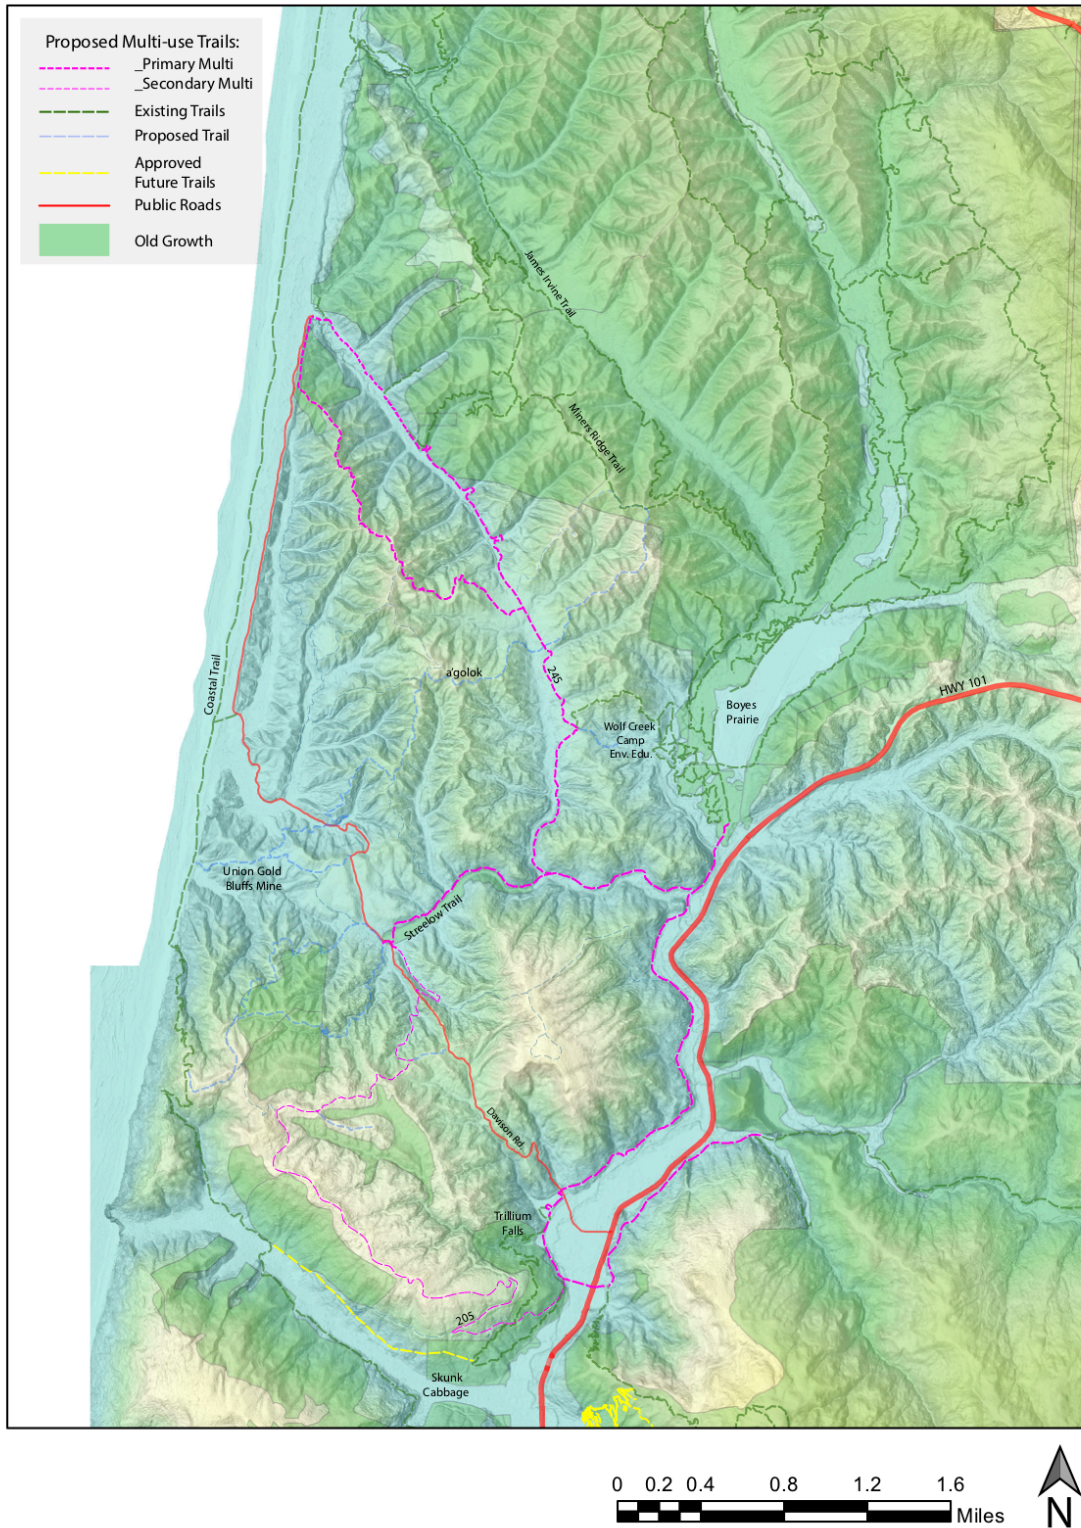 Proposed Multi-use Trails:
_Primary Multi
_Secondary Multi
Existing Trails
Proposed Trail
Approved
Future Trails
Public Roads
Old Growth
James Irvine Trail
Miners Ridge Trail
Coastal Trail
a'golok
245
HWY 101
Boyes
Prairie
Wolf Creek
Camp
Env. Edu.
Union Gold
Bluffs Mine
Streelow Trail
Davison Rd.
Trillium
Falls
205
Skunk
Cabbage
0 0.2 0.4 0.8 1.2 1.6
Miles
N